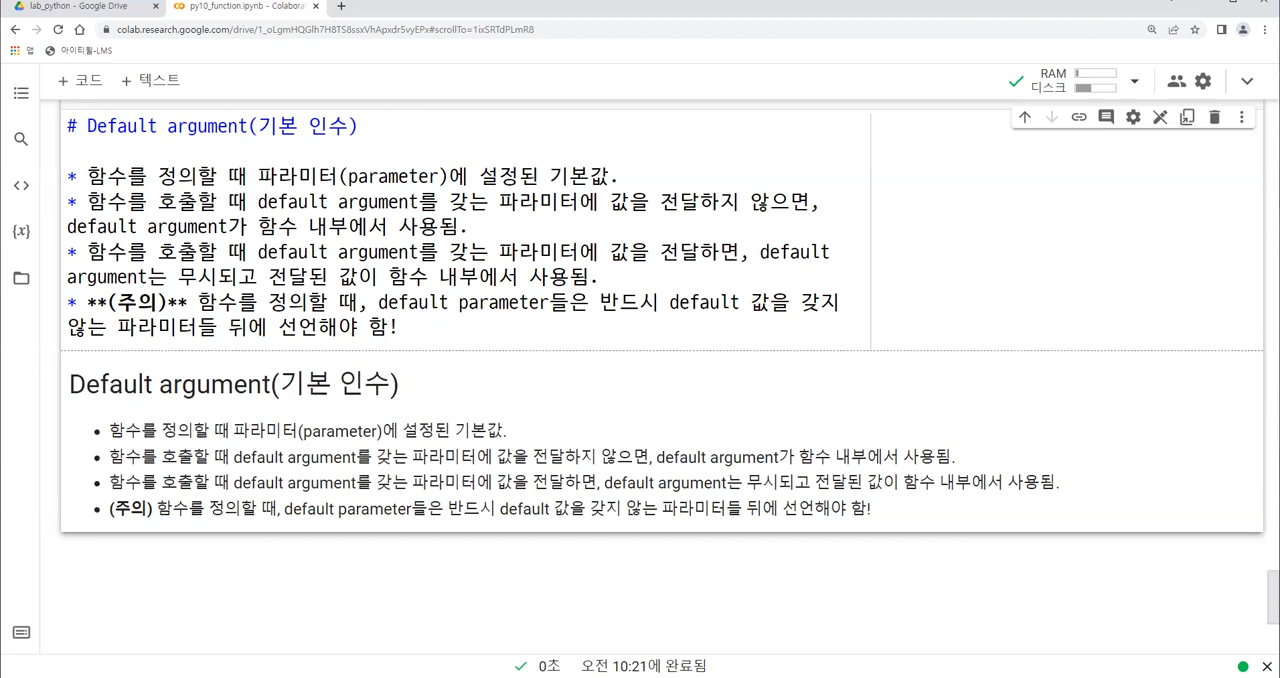 lab_python - Google Drive
py10_function.ipynb - Colabora
colab.research.google.com/drive/1_oLgmHQGlh7H8TS8ssxVhApxdr5vyEPx#scrollTo=1ixSRTdPLmR8
앱 아이티윌-LMS
+ 코드 + 텍스트
RAM
디스크
# Default argument(기본 인수)
* 함수를 정의할 때 파라미터(parameter)에 설정된 기본값.
* 함수를 호출할 때 default argument를 갖는 파라미터에 값을 전달하지 않으면,
default argument가 함수 내부에서 사용됨.
* 함수를 호출할 때 default argument를 갖는 파라미터에 값을 전달하면, default
argument는 무시되고 전달된 값이 함수 내부에서 사용됨.
* **(주의)** 함수를 정의할 때, default parameter들은 반드시 default 값을 갖지
않는 파라미터들 뒤에 선언해야 함!
Default argument(기본 인수)
• 함수를 정의할 때 파라미터(parameter)에 설정된 기본값.
• 함수를 호출할 때 default argument를 갖는 파라미터에 값을 전달하지 않으면, default argument가 함수 내부에서 사용됨.
• 함수를 호출할 때 default argument를 갖는 파라미터에 값을 전달하면, default argument는 무시되고 전달된 값이 함수 내부에서 사용됨.
• (주의) 함수를 정의할 때, default parameter들은 반드시 default 값을 갖지 않는 파라미터들 뒤에 선언해야 함!
0초 오전 10:21에 완료됨